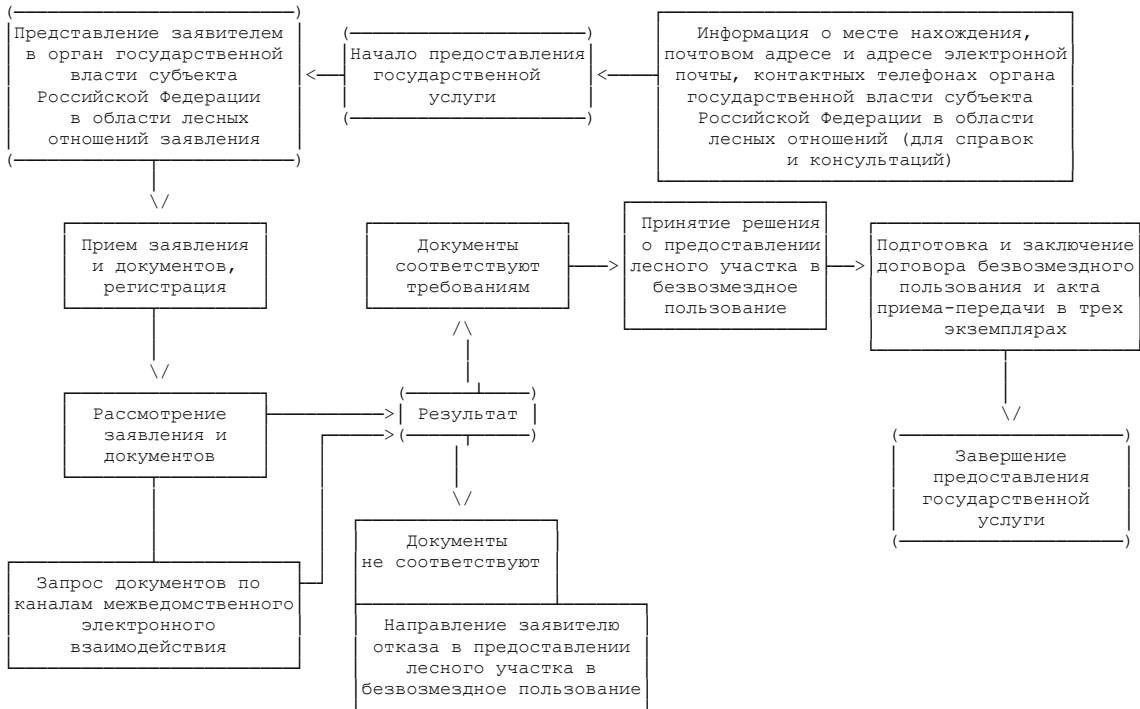 Представление заявителем
в орган государственной
власти субъекта
Российской Федерации
в области лесных
отношений заявления
Начало предоставления
государственной
услуги
Информация о месте нахождения,
почтовом адресе и адресе электронной
почты, контактных телефонах органа
государственной власти субъекта
Российской Федерации в области
лесных отношений (для справок
и консультаций)
Прием заявления
и документов,
регистрация
Документы
соответствуют
требованиям
Принятие решения
о предоставлении
лесного участка в
безвозмездное
пользование
Подготовка и заключение
договора безвозмездного
пользования и акта
приема-передачи в трех
экземплярах
Рассмотрение
заявления и
документов
Результат
Завершение
предоставления
государственной
услуги
Документы
не соответствуют
Запрос документов по
каналам межведомственного
электронного
взаимодействия
Направление заявителю
отказа в предоставлении
лесного участка в
безвозмездное пользование